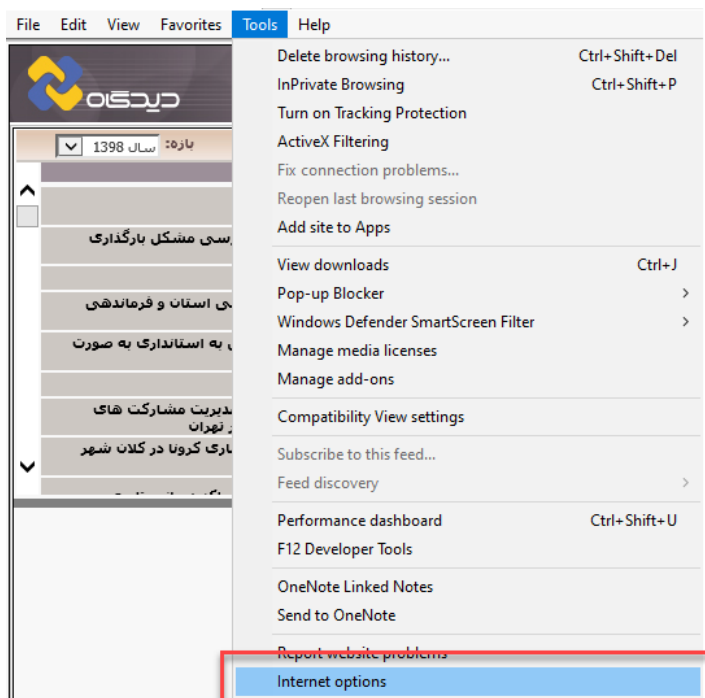 File Edit View Favorites Tools Help
دیدگاه
بازه: سال 1398
رسی مشکل بارگذاری
ی استان و فرماندهی
به استانداری به صورت
مدیریت مشارکت های
تهران
اری کرونا در کلان شهر
Delete browsing history... Ctrl+Shift+Del
InPrivate Browsing Ctrl+Shift+P
Turn on Tracking Protection
ActiveX Filtering
Fix connection problems...
Reopen last browsing session
Add site to Apps
View downloads Ctrl+J
Pop-up Blocker
Windows Defender SmartScreen Filter
Manage media licenses
Manage add-ons
Compatibility View settings
Subscribe to this feed...
Feed discovery
Performance dashboard Ctrl+Shift+U
F12 Developer Tools
OneNote Linked Notes
Send to OneNote
Report website problems
Internet options